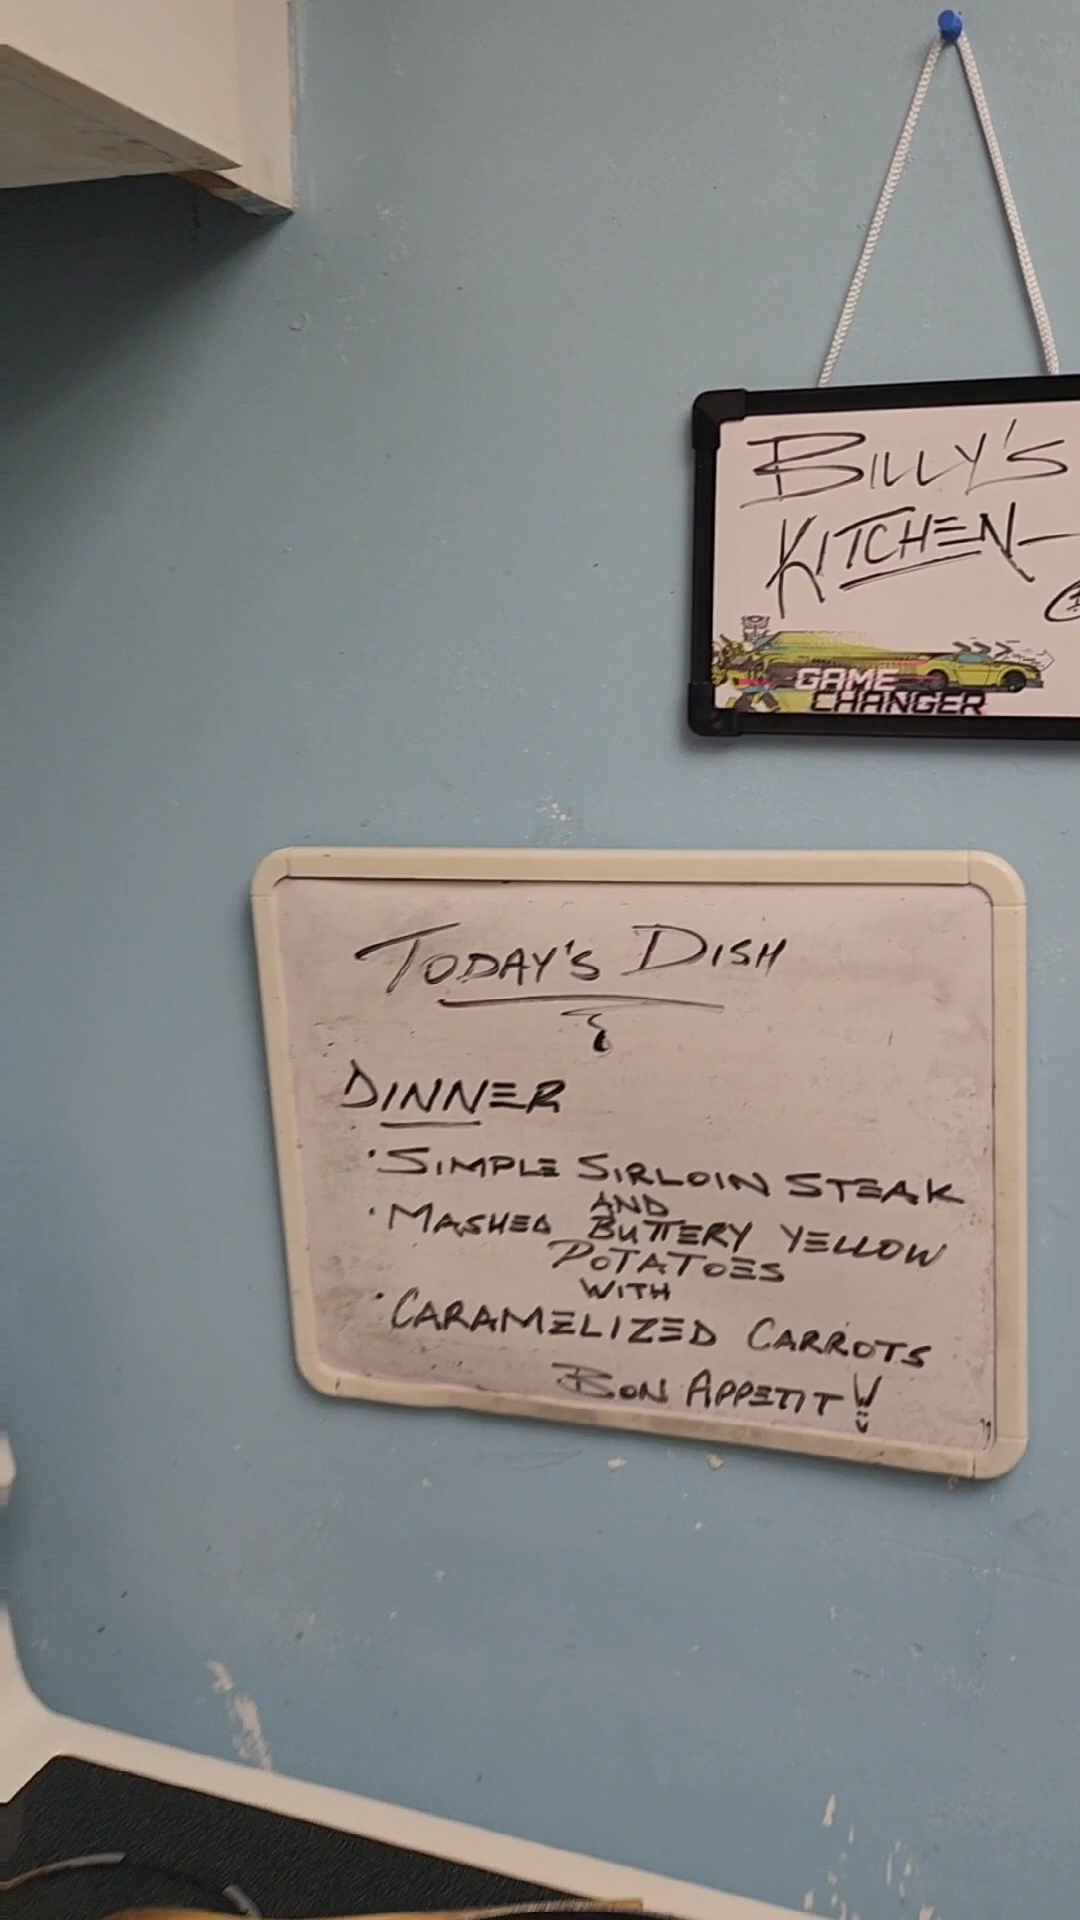 BILLY'S
KITCHEN
GAME
CHANGER
TODAY'S DISH
DINNER
· SIMPLE SIRLOIN STEAK
AND
· MASHED BUTTERY YELLOW
POTATOES
WITH
· CARAMELIZED CARROTS
BON APPETIT!